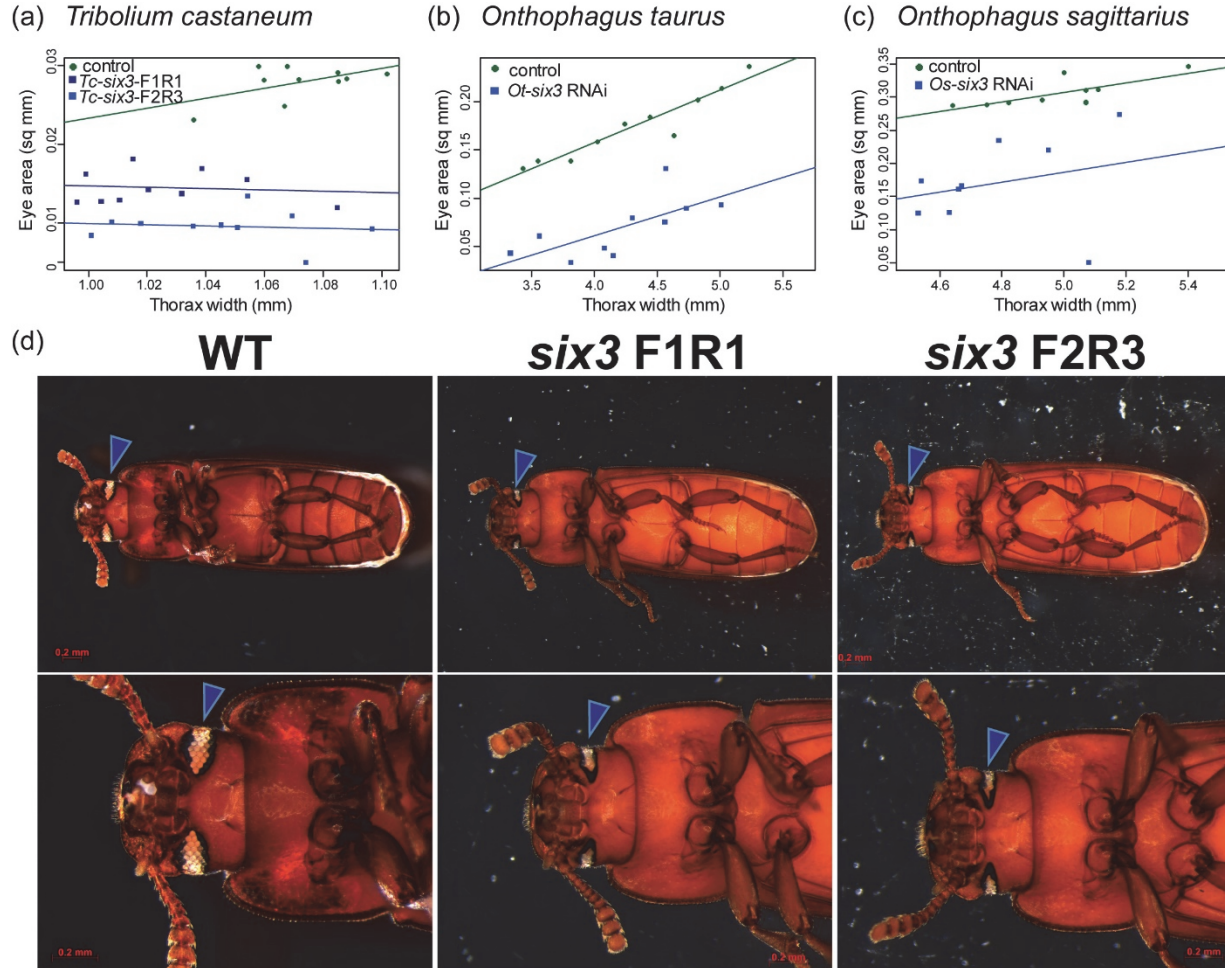 (a) Tribolium castaneum
(b) Onthophagus taurus
(c) Onthophagus sagittarius
Eye area (sq mm)
0
0.01
0.02
0.03
control
Tc-six3-F1R1
Tc-six3-F2R3
1.00
1.02
1.04
1.06
1.08
1.10
Thorax width (mm)
Eye area (sq mm)
0.05
0.10
0.15
0.20
control
Ot-six3 RNAi
3.5
4.0
4.5
5.0
5.5
Thorax width (mm)
Eye area (sq mm)
0.05
0.10
0.15
0.20
0.25
0.30
0.35
control
Os-six3 RNAi
4.6
4.8
5.0
5.2
5.4
Thorax width (mm)
(d)
WT
six3 F1R1
six3 F2R3
0.2 mm
0.2 mm
0.2 mm
0.2 mm
0.2 mm
0.2 mm